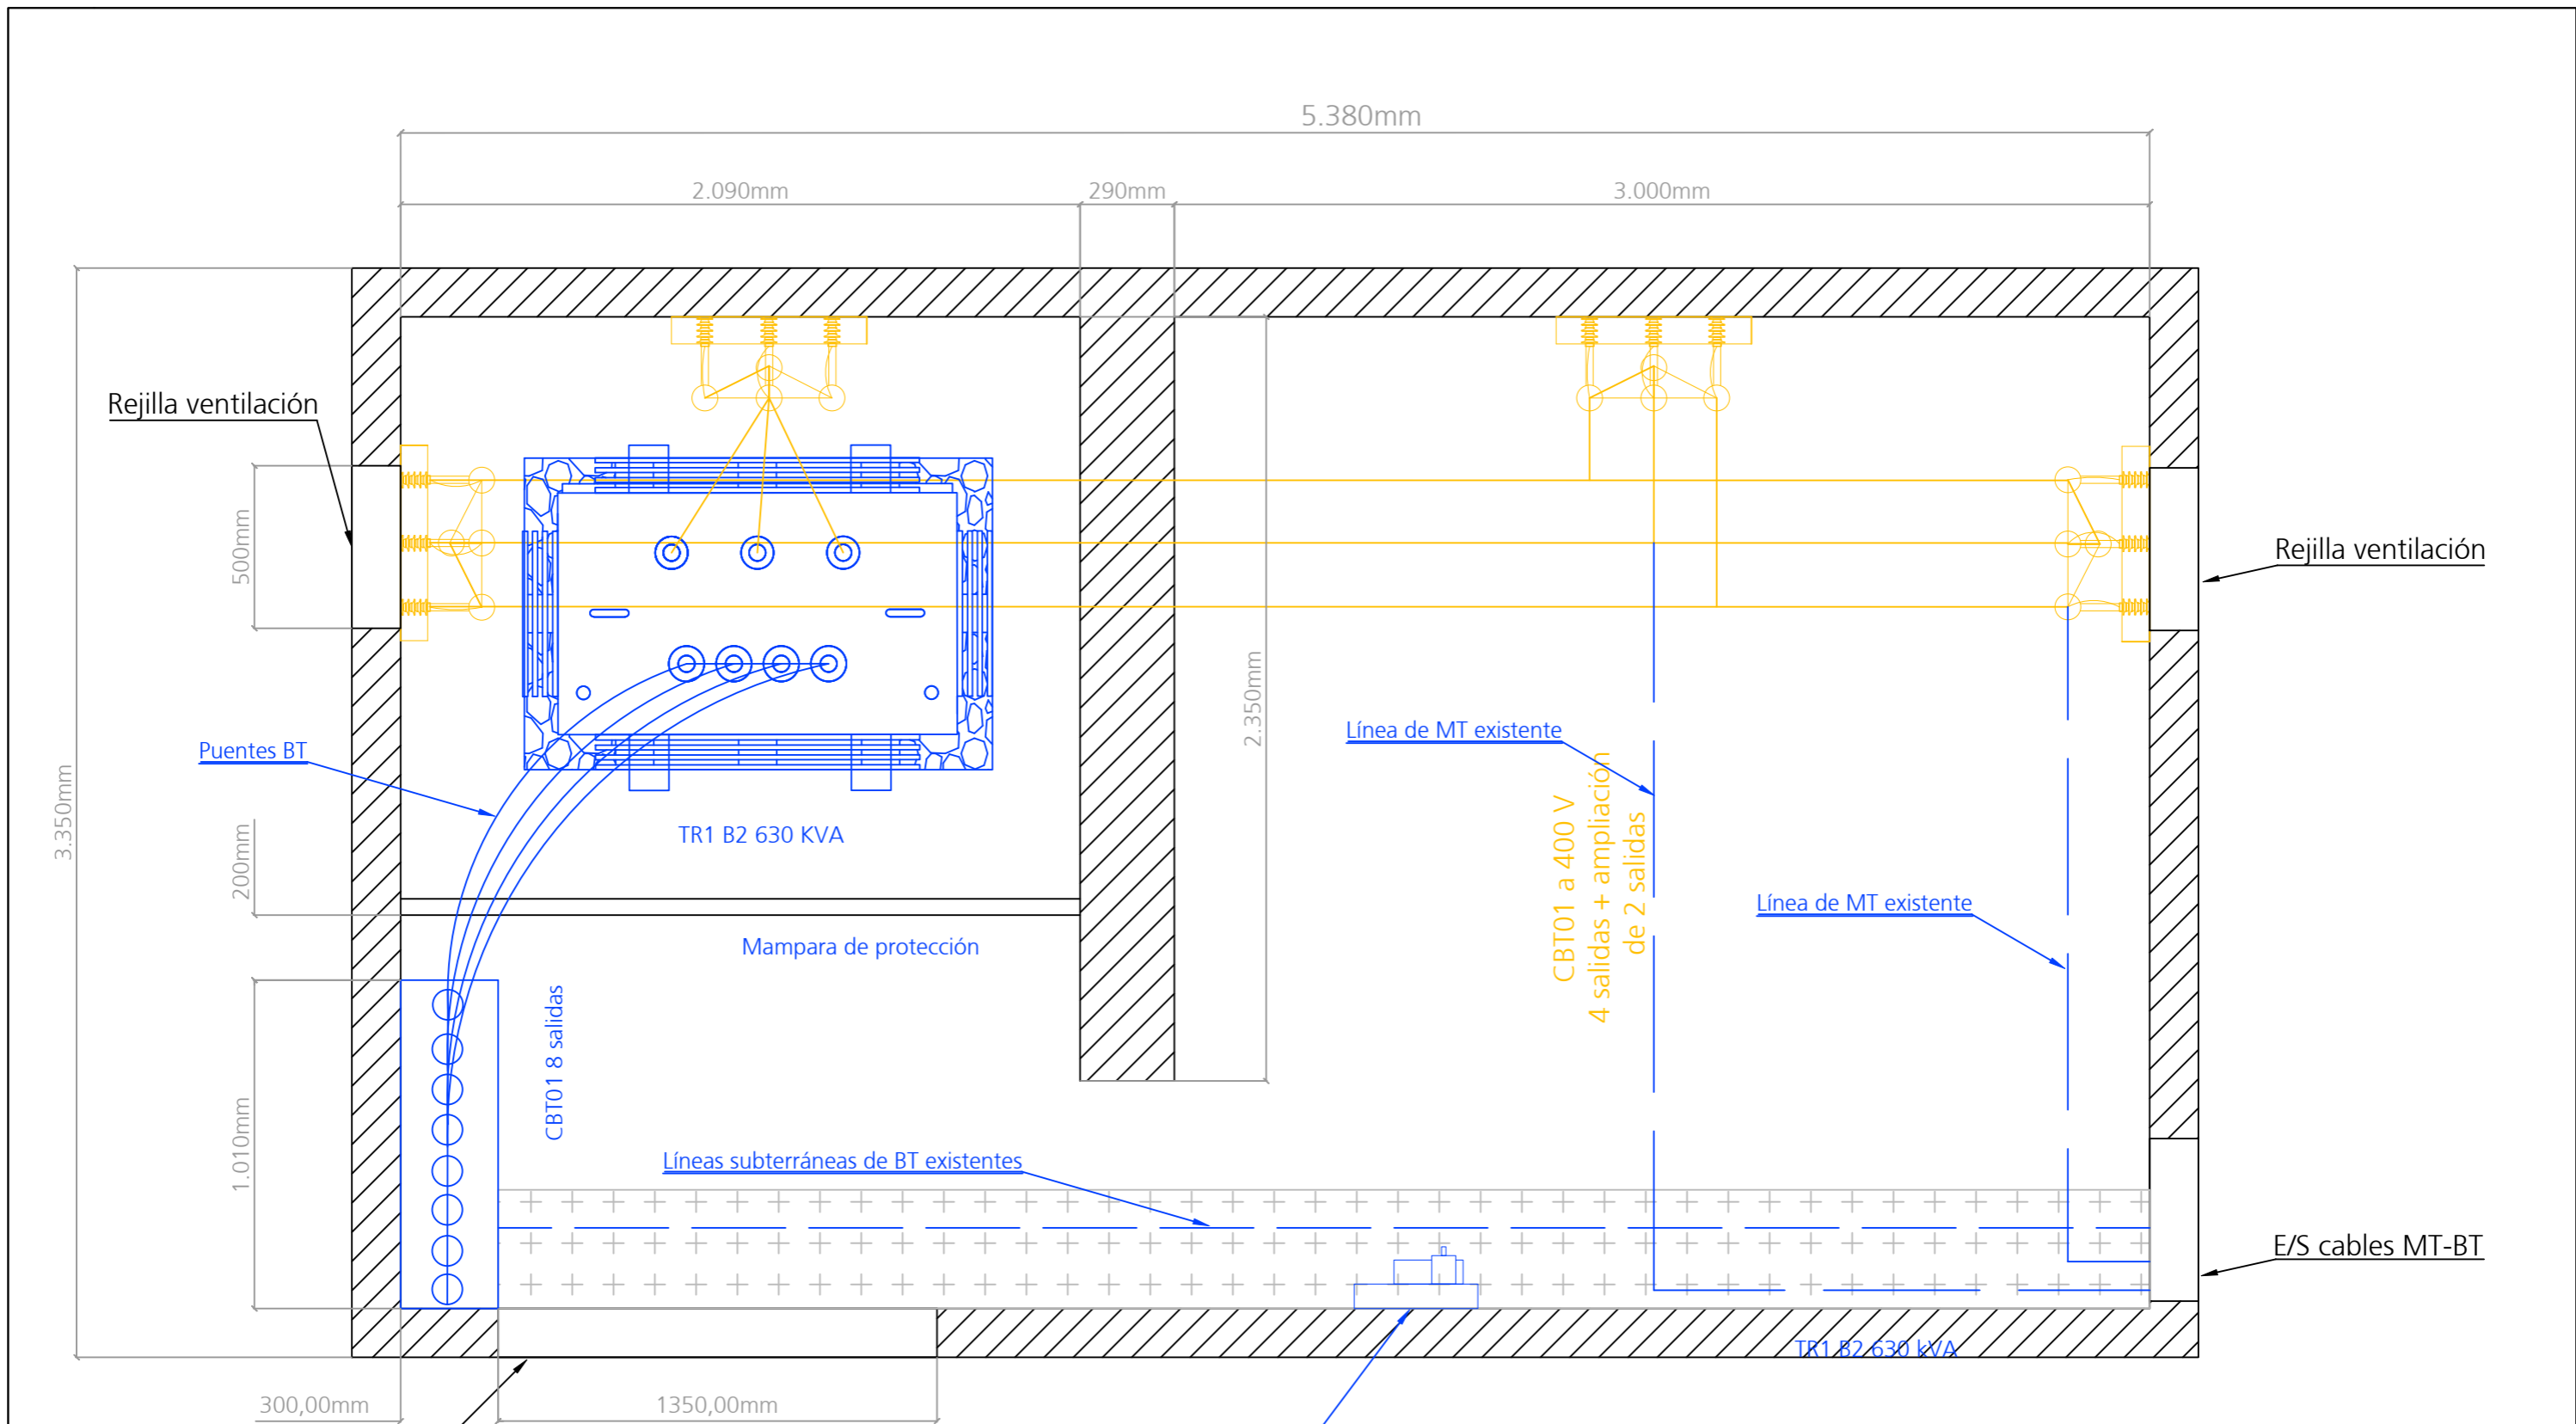 5.380mm
2.090mm
290mm
3.000mm
Rejilla ventilación
500mm
Rejilla ventilación
2.350mm
Línea de MT existente
Puentes BT
3.350mm
200mm
TR1 B2 630 KVA
CBT01 a 400 V
4 salidas + ampliación
de 2 salidas
Línea de MT existente
Mampara de protección
CBT01 8 salidas
1.010mm
Líneas subterráneas de BT existentes
E/S cables MT-BT
TR1 B2 630 kVA
300,00mm
1350,00mm